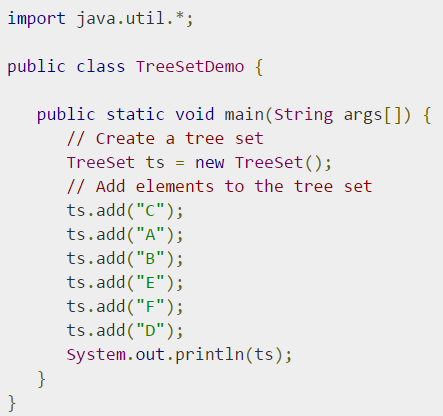 import java.util.*;
public class TreeSetDemo {
public static void main(String args[]) {
// Create a tree set
TreeSet ts = new TreeSet();
// Add elements to the tree set
ts.add("C");
ts.add("A");
ts.add("B");
ts.add("E");
ts.add("F");
ts.add("D");
System.out.println(ts);
}
}